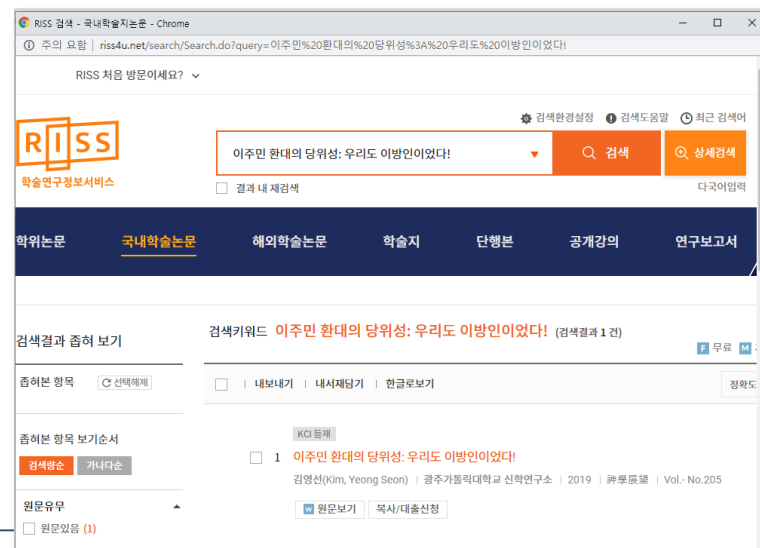 RISS 검색 - 국내학술지논문 - Chrome
주의 요함 | riss4u.net/search/Search.do?query=이주민%20환대의%20당위성%3A%20우리도%20이방인이었다!
RISS 처음 방문이세요?
검색환경설정 검색도움말 최근 검색어
RISS
학술연구정보서비스
이주민 환대의 당위성: 우리도 이방인이었다! 검색 상세검색
결과 내 재검색 다국어입력
학위논문 국내학술논문 해외학술논문 학술지 단행본 공개강의 연구보고서
검색결과 좁혀 보기
검색키워드 이주민 환대의 당위성: 우리도 이방인이었다! (검색결과 1 건)
F 무료 M
좁혀본 항목 선택해제
내보내기 | 내서재담기 | 한글로보기 정확도
좁혀본 항목 보기순서
검색량순 가나다순
KCI 등재
1 이주민 환대의 당위성: 우리도 이방인이었다!
김영선(Kim, Yeong Seon) | 광주가톨릭대학교 신학연구소 | 2019 | 神學展望 | Vol.- No.205
W 원문보기 복사/대출신청
원문유무
원문있음 (1)